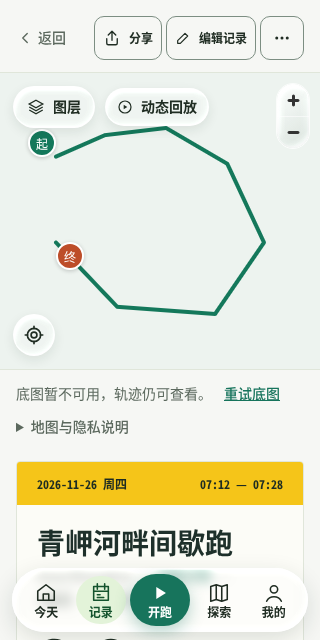 返回 分享 编辑记录
图层 动态回放
起
终
底图暂不可用，轨迹仍可查看。 重试底图
地图与隐私说明
2026-11-26 周四 07:12 — 07:28
青岬河畔间歇跑
今天 记录 开跑 探索 我的